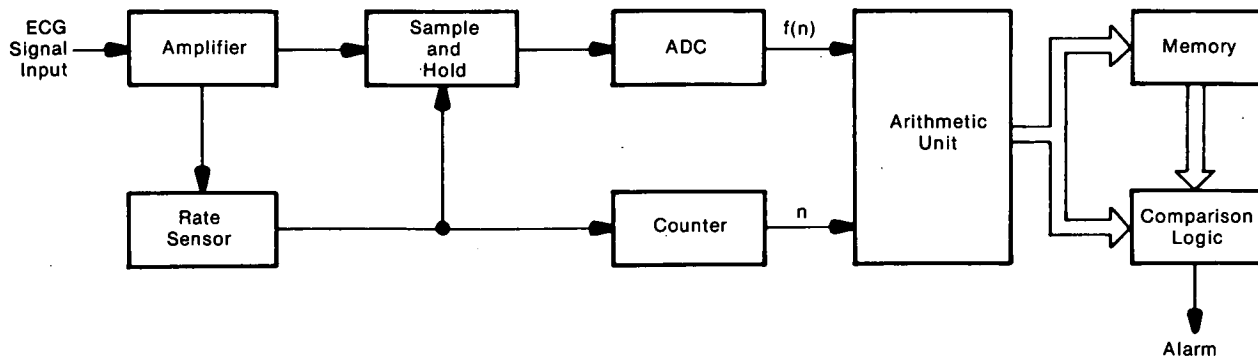 ECG
Signal
Input
Amplifier
Sample
and
Hold
ADC
f(n)
Arithmetic
Unit
Memory
Rate
Sensor
Counter
n
Comparison
Logic
Alarm